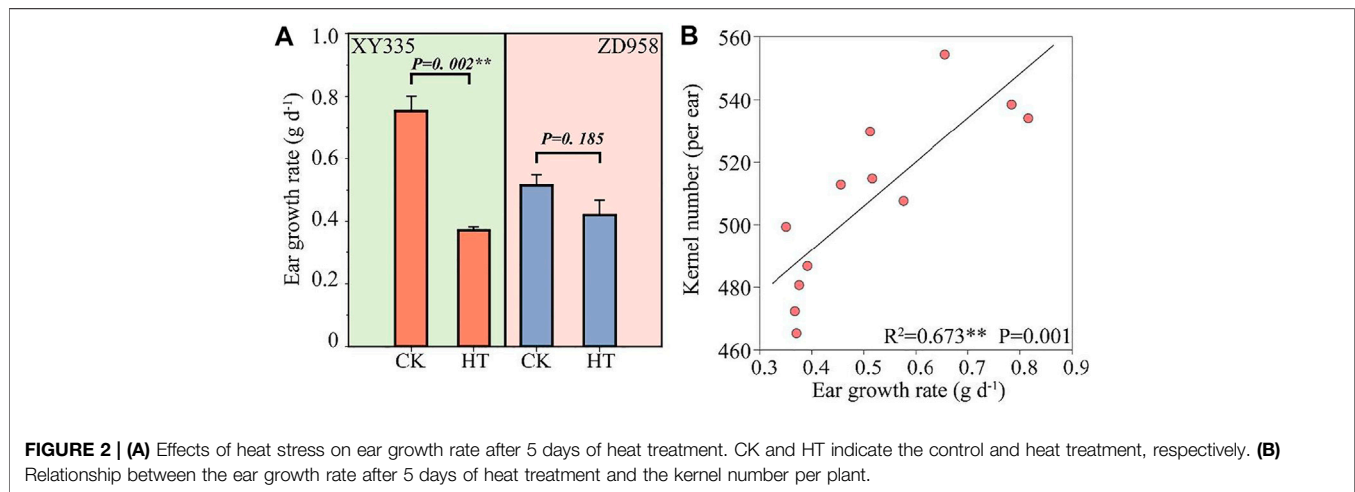 A
XY335
ZD958
P=0. 002**
P=0. 185
1.0
0.8
0.6
0.4
0.2
0
Ear growth rate (g d-1)
CK
HT
CK
HT
B
560
540
520
500
480
460
Kernel number (per ear)
R2=0.673** P=0.001
0.3
0.4
0.5
0.6
0.7
0.8
0.9
Ear growth rate (g d-1)
FIGURE 2 | (A) Effects of heat stress on ear growth rate after 5 days of heat treatment. CK and HT indicate the control and heat treatment, respectively. (B)
Relationship between the ear growth rate after 5 days of heat treatment and the kernel number per plant.